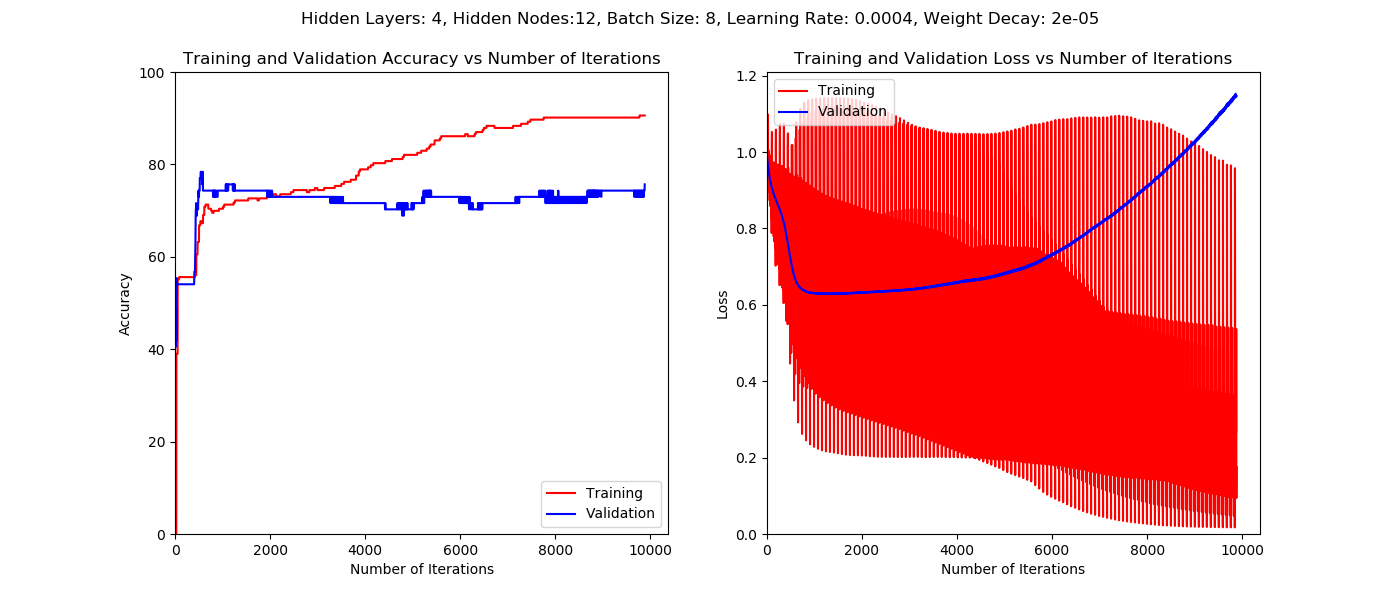 Hidden Layers: 4, Hidden Nodes:12, Batch Size: 8, Learning Rate: 0.0004, Weight Decay: 2e-05
Training and Validation Accuracy vs Number of Iterations
100
80
60
40
20
0
Accuracy
0 2000 4000 6000 8000 10000
Number of Iterations
Training
Validation
Training and Validation Loss vs Number of Iterations
1.2
1.0
0.8
0.6
0.4
0.2
0.0
Loss
0 2000 4000 6000 8000 10000
Number of Iterations
Training
Validation